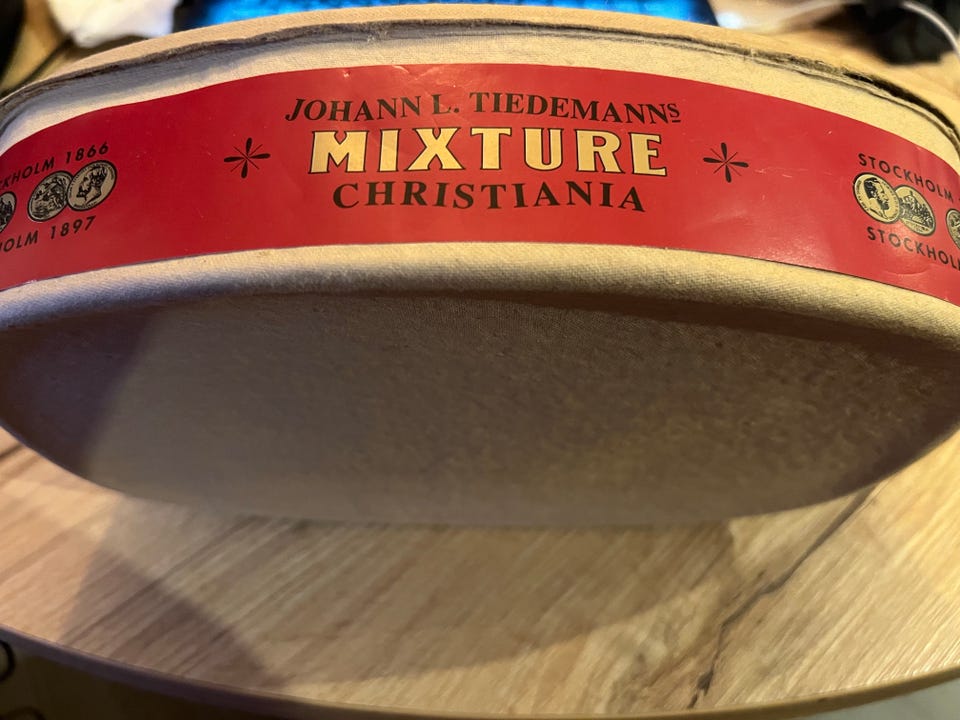 JOHANN L. TIEDEMANNS
MIXTURE
CHRISTIANIA
1866
1897
STOCKHOLM